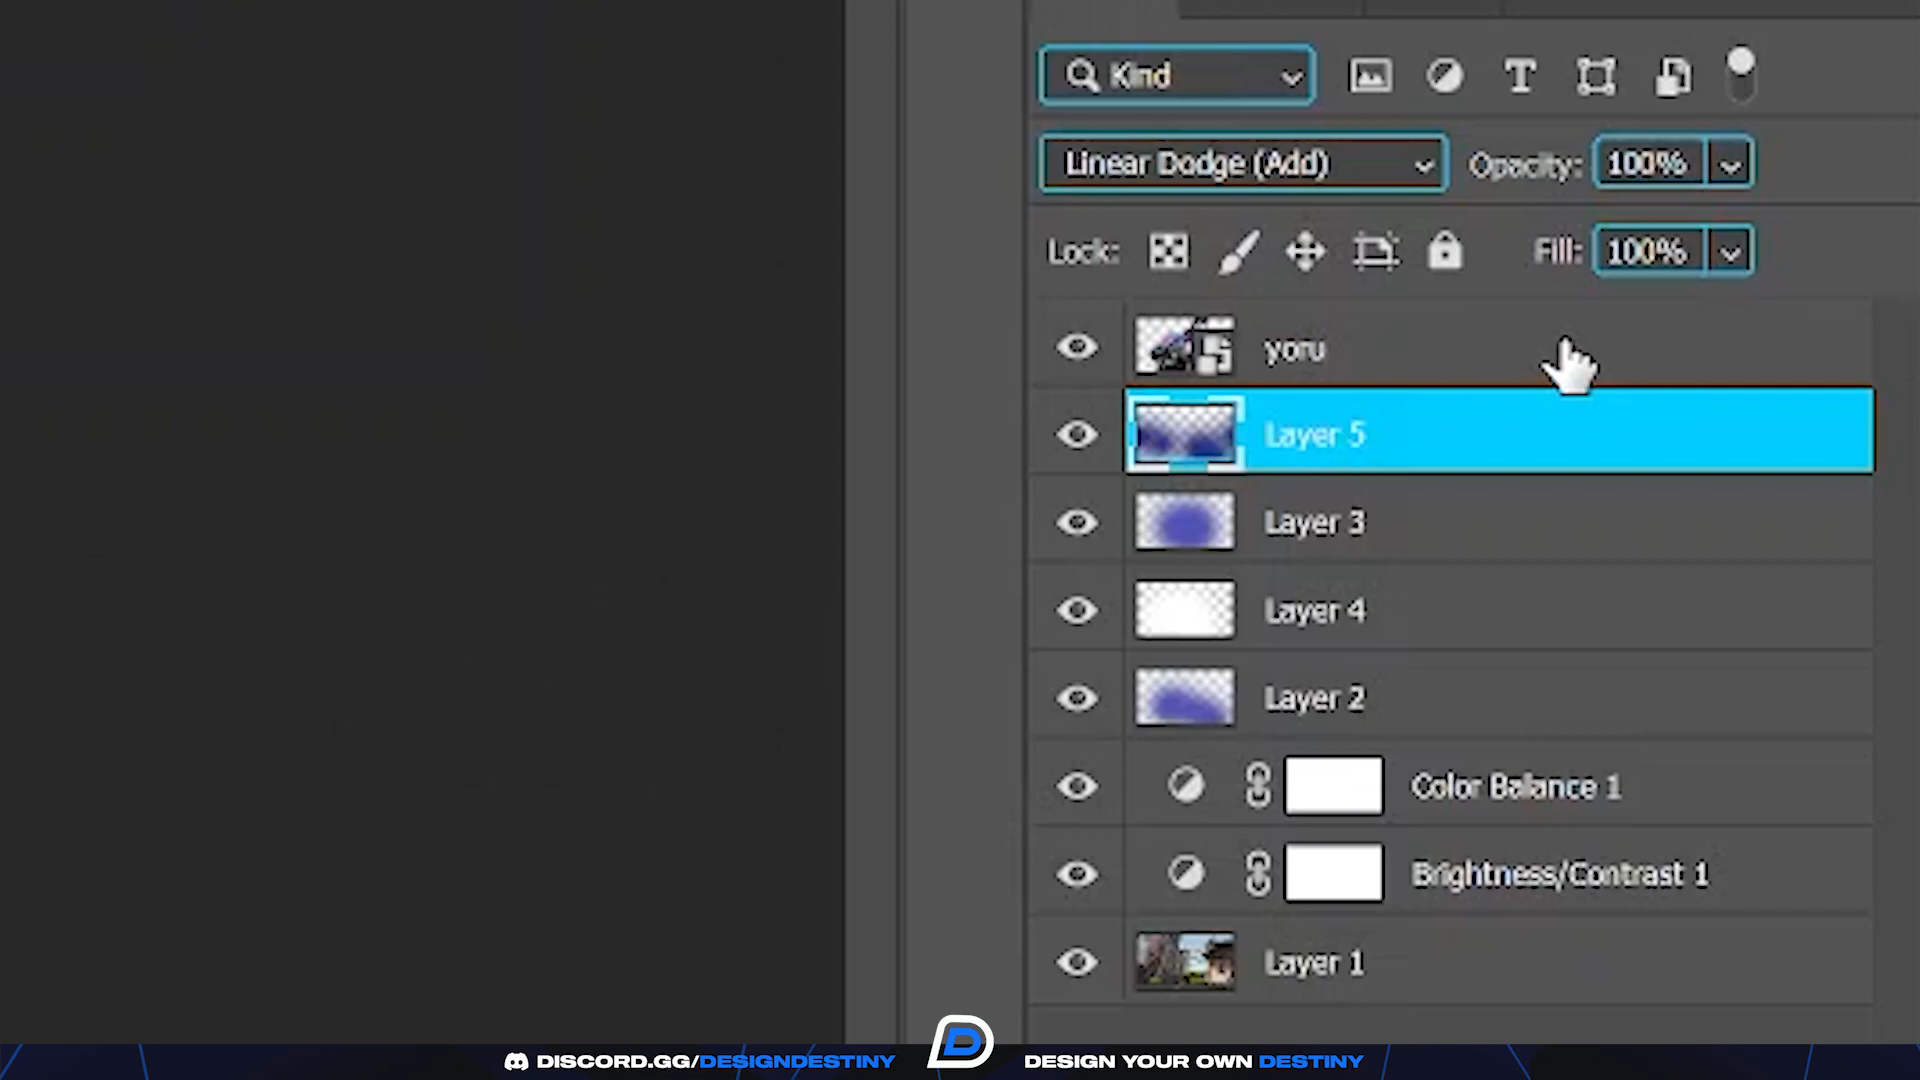 Kind
Linear Dodge (Add) Opacity: 100%
Lock: Fill: 100%
yoru
Layer 5
Layer 3
Layer 4
Layer 2
Color Balance 1
Brightness/Contrast 1
Layer 1
DISCORD.GG/DESIGNDESTINY D DESIGN YOUR OWN DESTINY